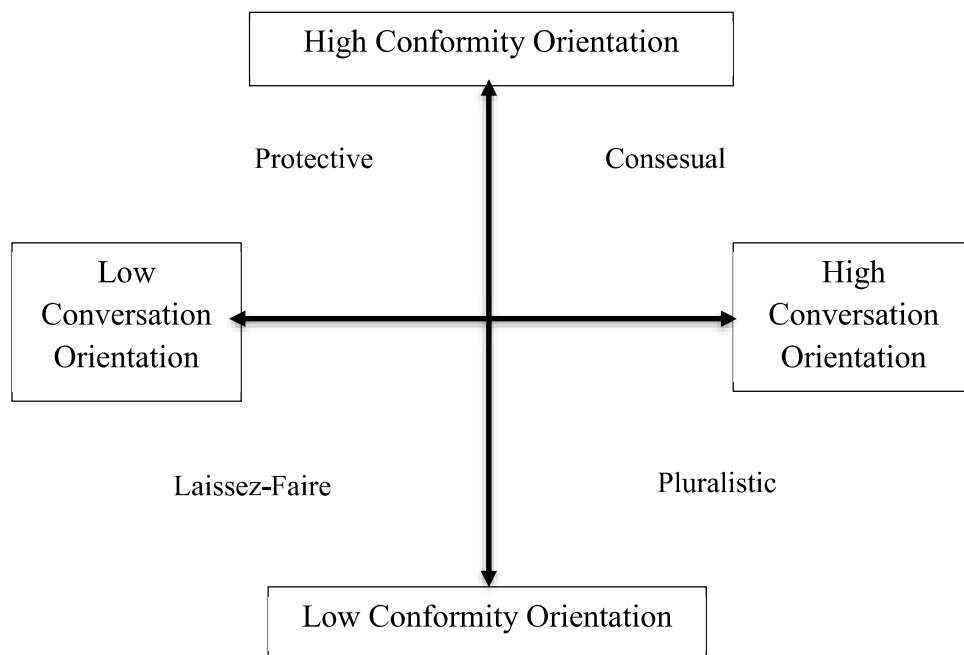 High Conformity Orientation
Protective
Consesual
Low
Conversation
Orientation
High
Conversation
Orientation
Laissez-Faire
Pluralistic
Low Conformity Orientation